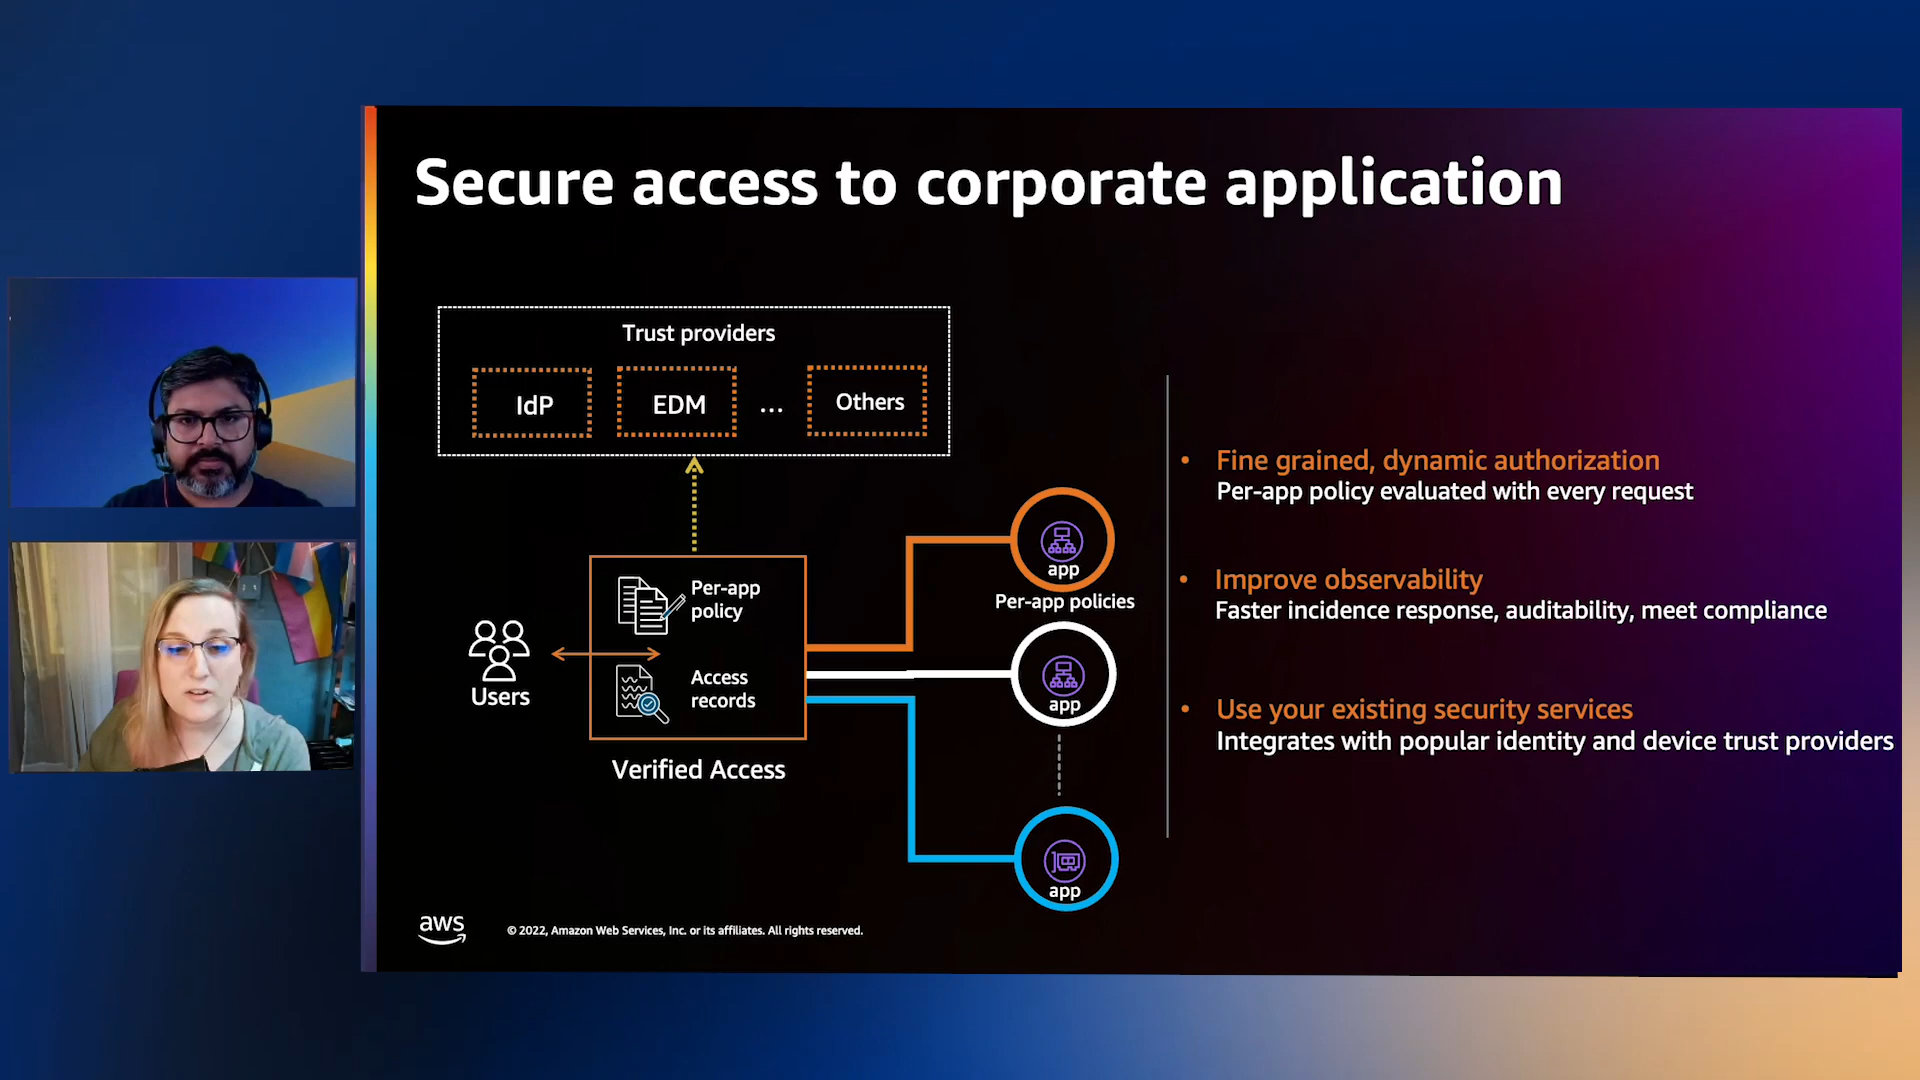 Secure access to corporate application
Trust providers
IdP
EDM
...
Others
Per-app
policy
Access
records
Users
Verified Access
app
Per-app policies
app
app
• Fine grained, dynamic authorization
Per-app policy evaluated with every request
• Improve observability
Faster incidence response, auditability, meet compliance
• Use your existing security services
Integrates with popular identity and device trust providers
aws
© 2022, Amazon Web Services, Inc. or its affiliates. All rights reserved.